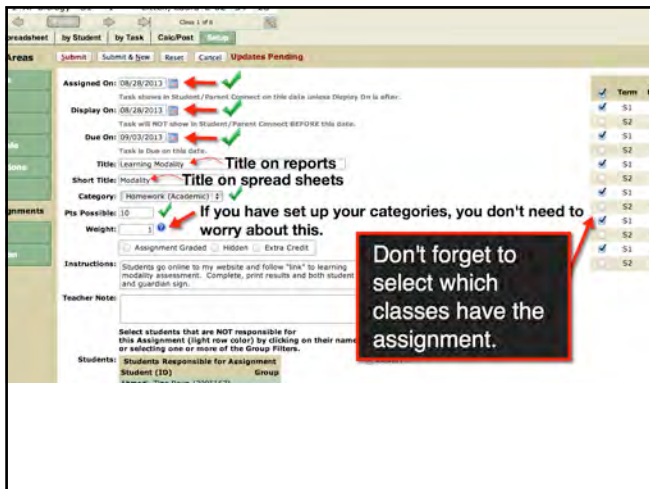 Class 1 of 8
by Student by Task Calc/Post Setup
Areas Submit Submit & New Reset Cancel Updates Pending
Assigned On: 08/28/2013
Task shows in Student/Parent Connect on this date unless Display On is after.
Display On: 08/28/2013
Task will NOT show in Student/Parent Connect BEFORE this date.
Due On: 09/03/2013
Task is Due on this date.
Title: Learning Modality Title on reports
Short Title: Modality Title on spread sheets
Category: Homework (Academic)
Pts Possible: 10
If you have set up your categories, you don't need to
worry about this.
Weight: 1
Assignment Graded Hidden Extra Credit
Instructions: Students go online to my website and follow "link" to learning
modality assessment. Complete, print results and both student
and guardian sign.
Teacher Note:
Select students that are NOT responsible for
this Assignment (light row color) by clicking on their name
or selecting one or more of the Group Filters.
Students: Students Responsible for Assignment
Student (ID) Group
Don't forget to
select which
classes have the
assignment.
Term
S1
S2
S1
S2
S1
S2
S1
S2
S1
S2